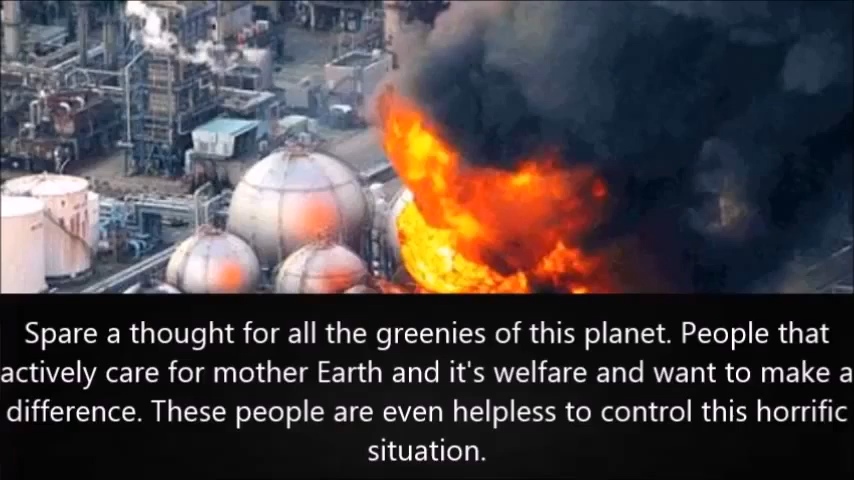 Spare a thought for all the greenies of this planet. People that
actively care for mother Earth and it's welfare and want to make a
difference. These people are even helpless to control this horrific
situation.